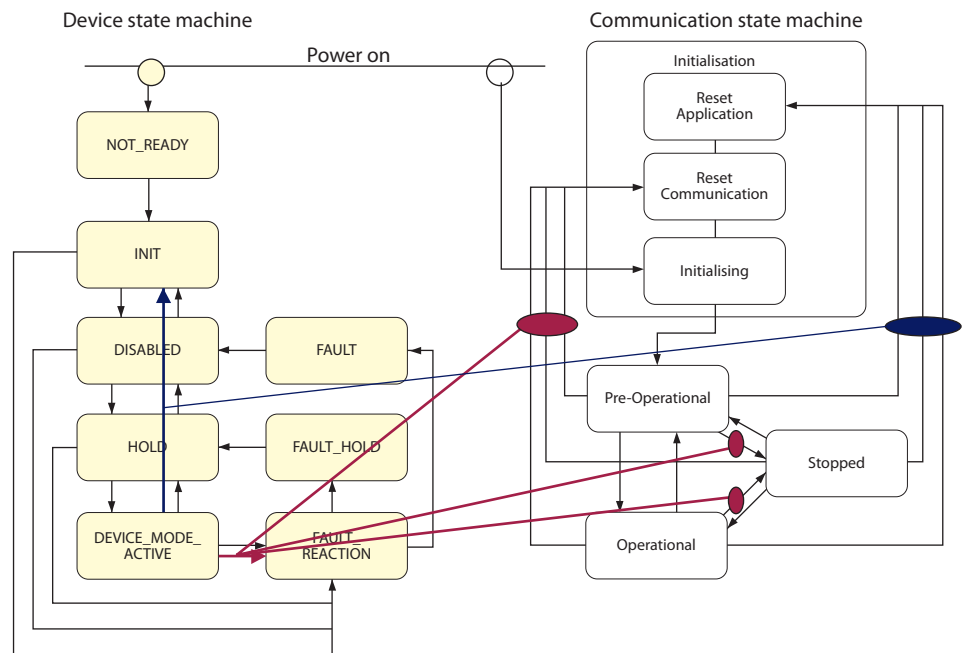 Device state machine
Communication state machine
Power on
Initialisation
Reset
Application
NOT_READY
Reset
Communication
INIT
Initialising
DISABLED
FAULT
Pre-Operational
HOLD
FAULT_HOLD
Stopped
DEVICE_MODE_
ACTIVE
FAULT_
REACTION
Operational